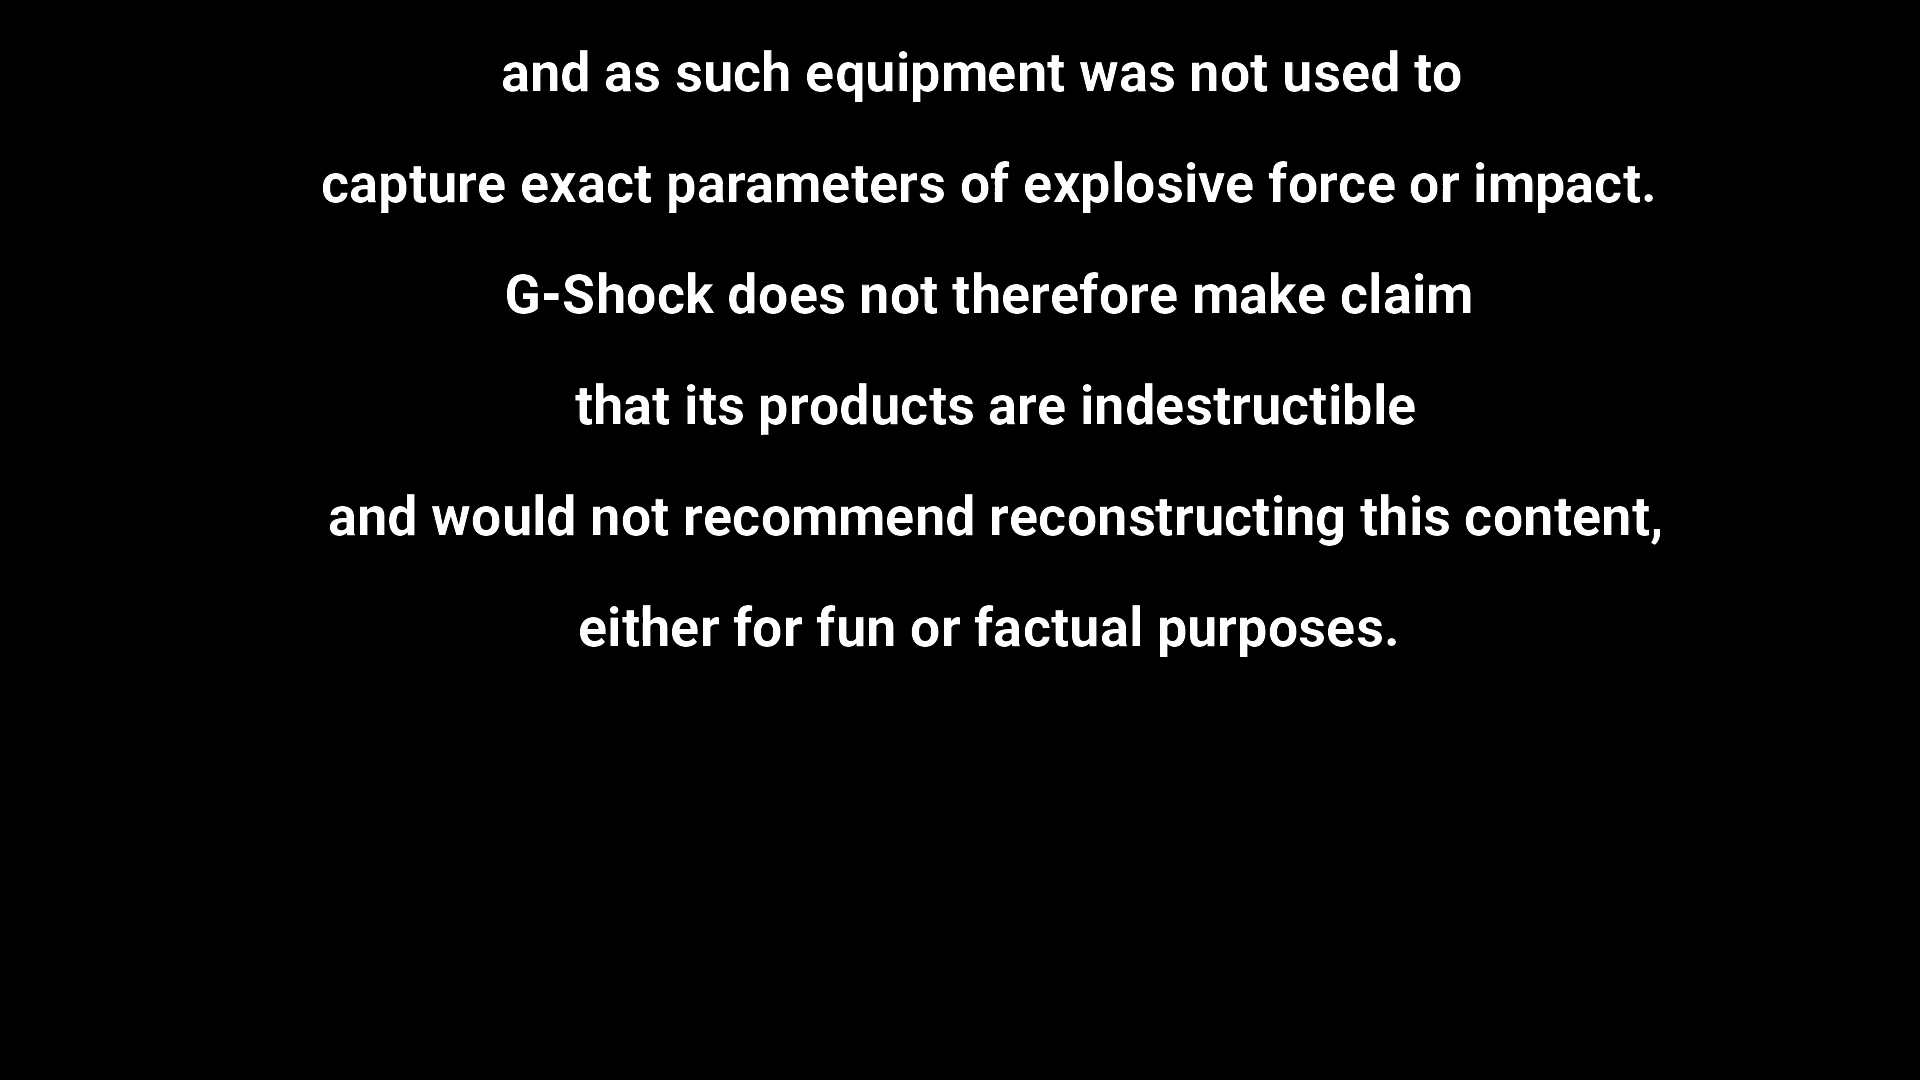 and as such equipment was not used to
capture exact parameters of explosive force or impact.
G-Shock does not therefore make claim
that its products are indestructible
and would not recommend reconstructing this content,
either for fun or factual purposes.